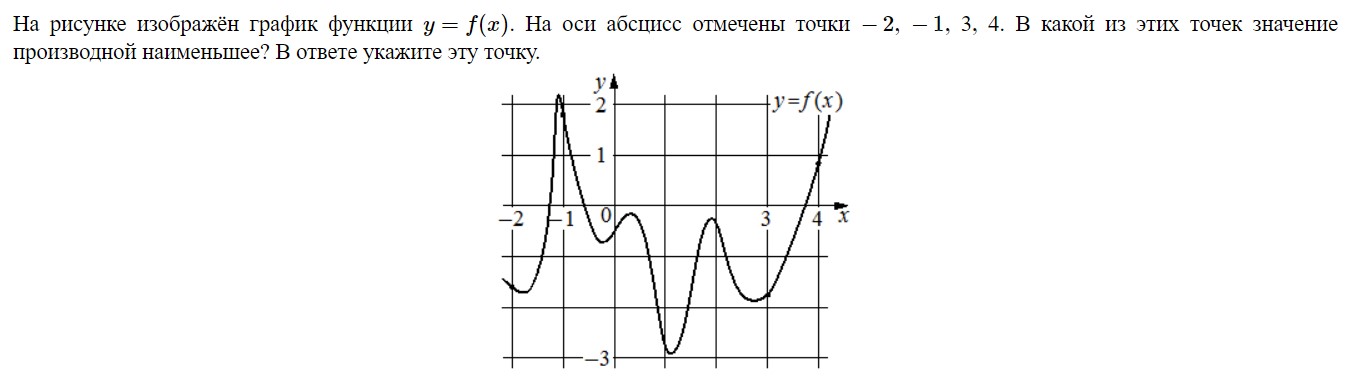 На рисунке изображён график функции y = f(x). На оси абсцисс отмечены точки −2, −1, 3, 4. В какой из этих точек значение
производной наименьшее? В ответе укажите эту точку.
y
2
y=f(x)
1
−2
−1
0
3
4
x
−3